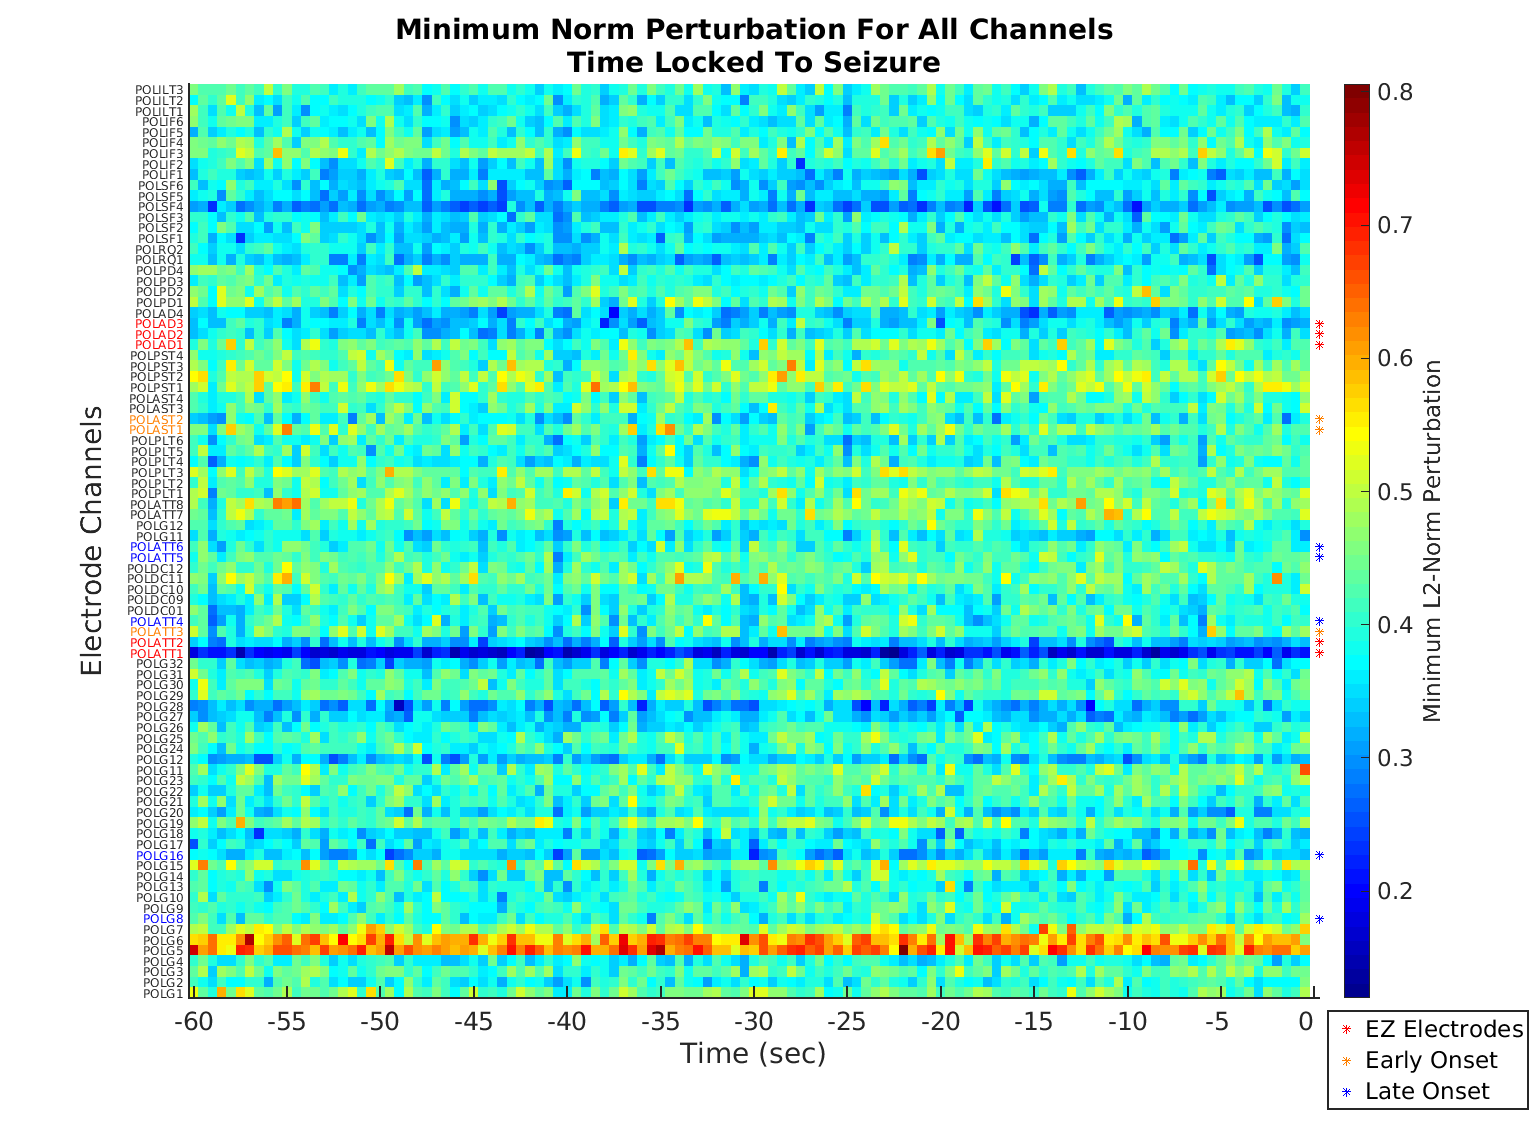 Minimum Norm Perturbation For All Channels
Time Locked To Seizure
Electrode Channels
POLILT3
POLILT2
POLILT1
POLIF6
POLIF5
POLIF4
POLIF3
POLIF2
POLIF1
POLSF6
POLSF5
POLSF4
POLSF3
POLSF2
POLSF1
POLRQ2
POLRQ1
POLPD4
POLPD3
POLPD2
POLPD1
POLAD4
POLAD3
POLAD2
POLAD1
POLPST4
POLPST3
POLPST2
POLPST1
POLAST4
POLAST3
POLAST2
POLAST1
POLPLT6
POLPLT5
POLPLT4
POLPLT3
POLPLT2
POLPLT1
POLATT8
POLATT7
POLG12
POLG11
POLATT6
POLATT5
POLDC12
POLDC11
POLDC10
POLDC09
POLDC01
POLATT4
POLATT3
POLATT2
POLATT1
POLG32
POLG31
POLG30
POLG29
POLG28
POLG27
POLG26
POLG25
POLG24
POLG12
POLG11
POLG23
POLG22
POLG21
POLG20
POLG19
POLG18
POLG17
POLG16
POLG15
POLG14
POLG13
POLG10
POLG9
POLG8
POLG7
POLG6
POLG5
POLG4
POLG3
POLG2
POLG1
-60 -55 -50 -45 -40 -35 -30 -25 -20 -15 -10 -5 0
Time (sec)
0.8
0.7
0.6
0.5
0.4
0.3
0.2
Minimum L2-Norm Perturbation
EZ Electrodes
Early Onset
Late Onset